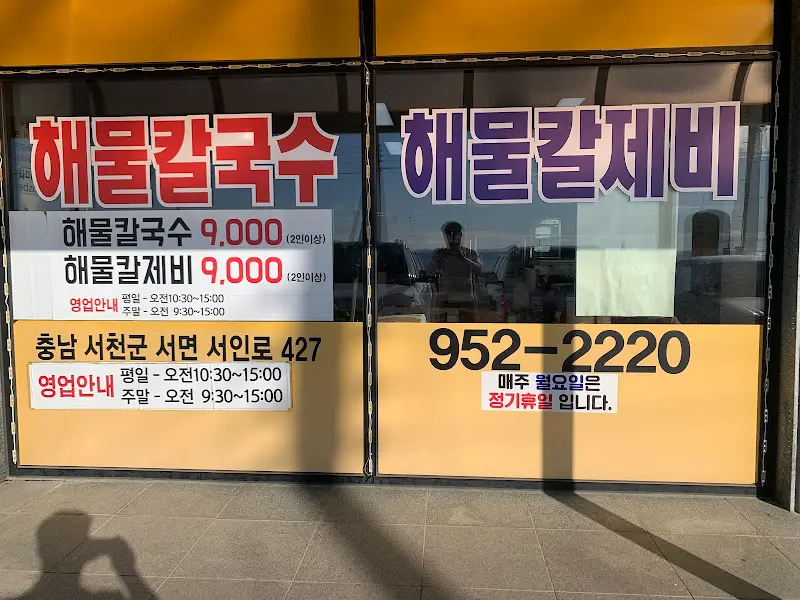 해물칼국수
해물칼국수 9,000 (2인이상)
해물칼제비 9,000 (2인이상)
영업안내 평일 - 오전10:30~15:00
주말 - 오전 9:30~15:00
충남 서천군 서면 서인로 427
영업안내 평일 - 오전10:30~15:00
주말 - 오전 9:30~15:00
해물칼제비
952-2220
매주 월요일은
정기휴일 입니다.